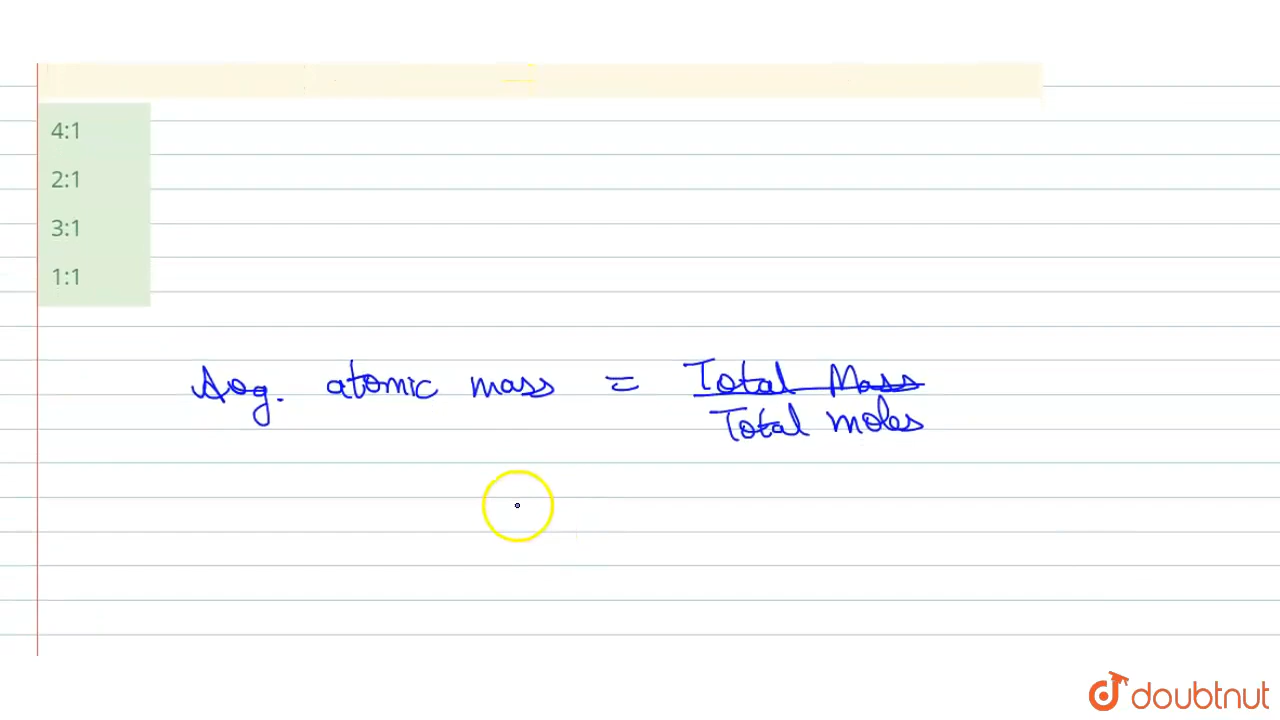 4:1
2:1
3:1
1:1
Avg. atomic mass = Total Mass
Total moles
doubtnut